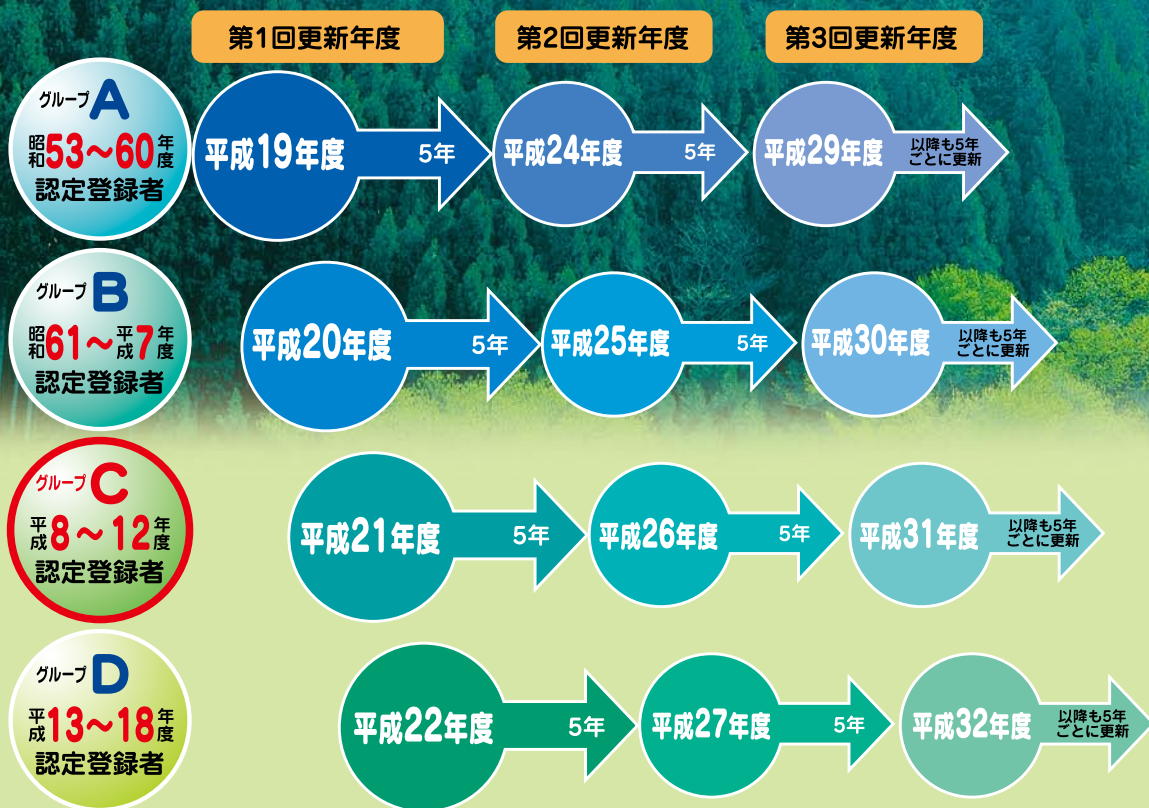 第1回更新年度
第2回更新年度
第3回更新年度
グループA
昭和53～60年度
認定登録者
平成19年度
5年
平成24年度
5年
平成29年度
以降も5年
ごとに更新
グループB
昭和61～平成7年度
認定登録者
平成20年度
5年
平成25年度
5年
平成30年度
以降も5年
ごとに更新
グループC
平成8～12年度
認定登録者
平成21年度
5年
平成26年度
5年
平成31年度
以降も5年
ごとに更新
グループD
平成13～18年度
認定登録者
平成22年度
5年
平成27年度
5年
平成32年度
以降も5年
ごとに更新